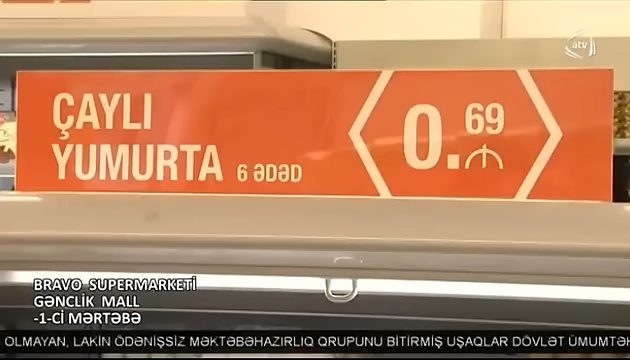 atv
ÇAYLI
YUMURTA 6 ƏDƏD
0.69 ₼
BRAVO SUPERMARKETİ
GƏNCLİK MALL
-1-Cİ MƏRTƏBƏ
OLMAYAN, LAKİN ÖDƏNİŞSİZ MƏKTƏBƏHAZIRLIQ QRUPUNU BİTİRMİŞ UŞAQLAR DÖVLƏT ÜMUMTƏH